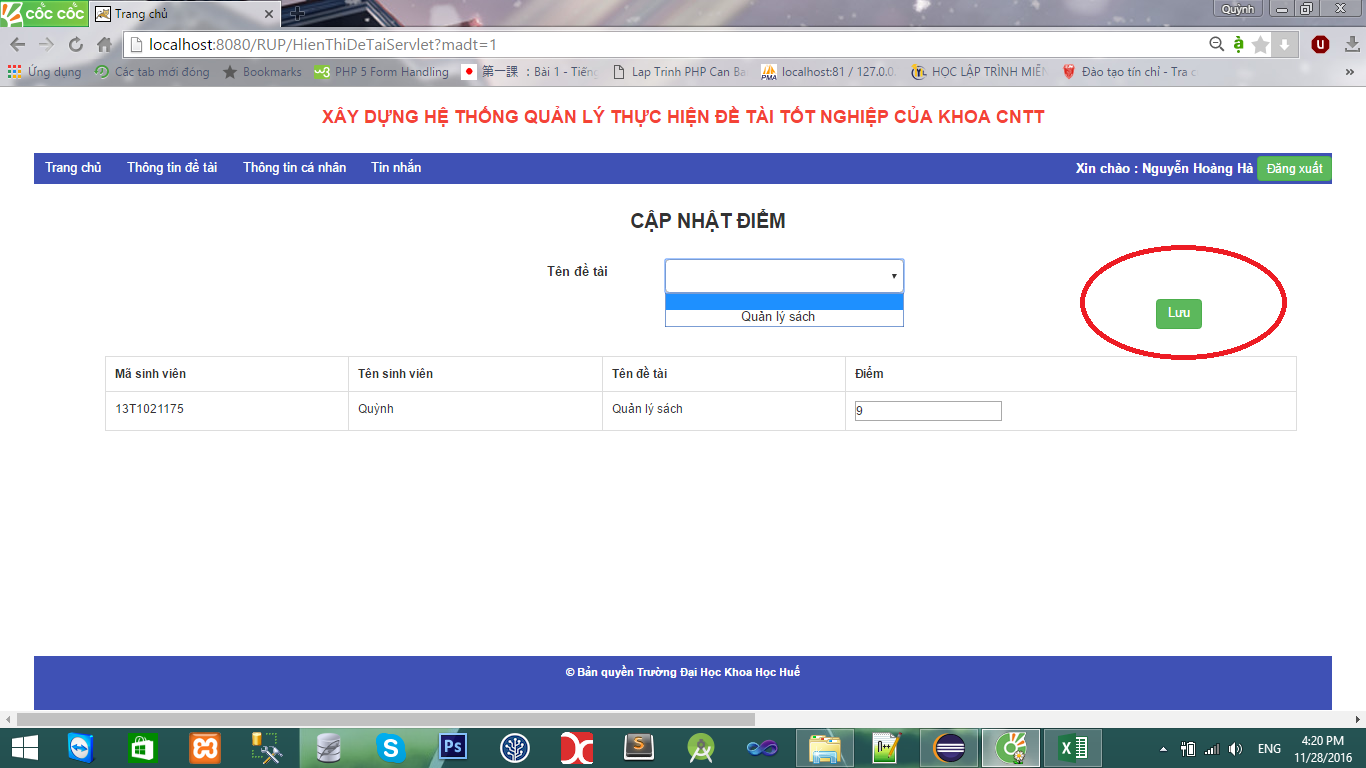 Quỳnh
cốc cốc
Trang chủ
localhost:8080/RUP/HienThiDeTaiServlet?madt=1
Ứng dụng Các tab mới đóng Bookmarks PHP 5 Form Handling 第一課 : Bài 1 - Tiếng Lap Trinh PHP Can Ba localhost:81 / 127.0.0. HỌC LẬP TRÌNH MIỄN Đào tạo tín chỉ - Tra c »
XÂY DỰNG HỆ THỐNG QUẢN LÝ THỰC HIỆN ĐỀ TÀI TỐT NGHIỆP CỦA KHOA CNTT
Trang chủ Thông tin đề tài Thông tin cá nhân Tin nhắn Xin chào : Nguyễn Hoàng Hà Đăng xuất
CẬP NHẬT ĐIỂM
Tên đề tài
Quản lý sách
Lưu
Mã sinh viên Tên sinh viên Tên đề tài Điểm
13T1021175 Quỳnh Quản lý sách 9
© Bản quyền Trường Đại Học Khoa Học Huế
ENG 4:20 PM
11/28/2016